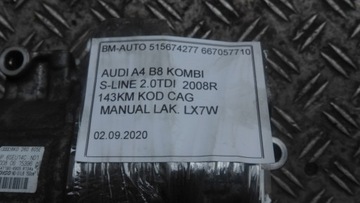 BM-AUTO 515674277 667057710
AUDI A4 B8 KOMBI
S-LINE 2.0TDI 2008R
143KM KOD CAG
MANUAL LAK. LX7W
02.09.2020